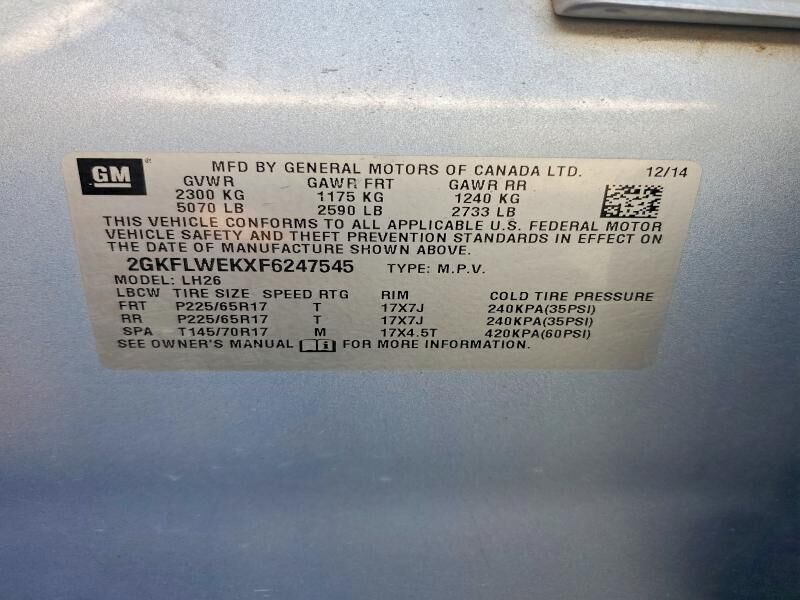 GM ® MFD BY GENERAL MOTORS OF CANADA LTD. 12/14
GVWR GAWR FRT GAWR RR
2300 KG 1175 KG 1240 KG
5070 LB 2590 LB 2733 LB
THIS VEHICLE CONFORMS TO ALL APPLICABLE U.S. FEDERAL MOTOR
VEHICLE SAFETY AND THEFT PREVENTION STANDARDS IN EFFECT ON
THE DATE OF MANUFACTURE SHOWN ABOVE.
2GKFLWEKXF6247545 TYPE: M.P.V.
MODEL: LH26
LBCW TIRE SIZE SPEED RTG RIM COLD TIRE PRESSURE
FRT P225/65R17 T 17X7J 240KPA(35PSI)
RR P225/65R17 T 17X7J 240KPA(35PSI)
SPA T145/70R17 M 17X4.5T 420KPA(60PSI)
SEE OWNER'S MANUAL FOR MORE INFORMATION.